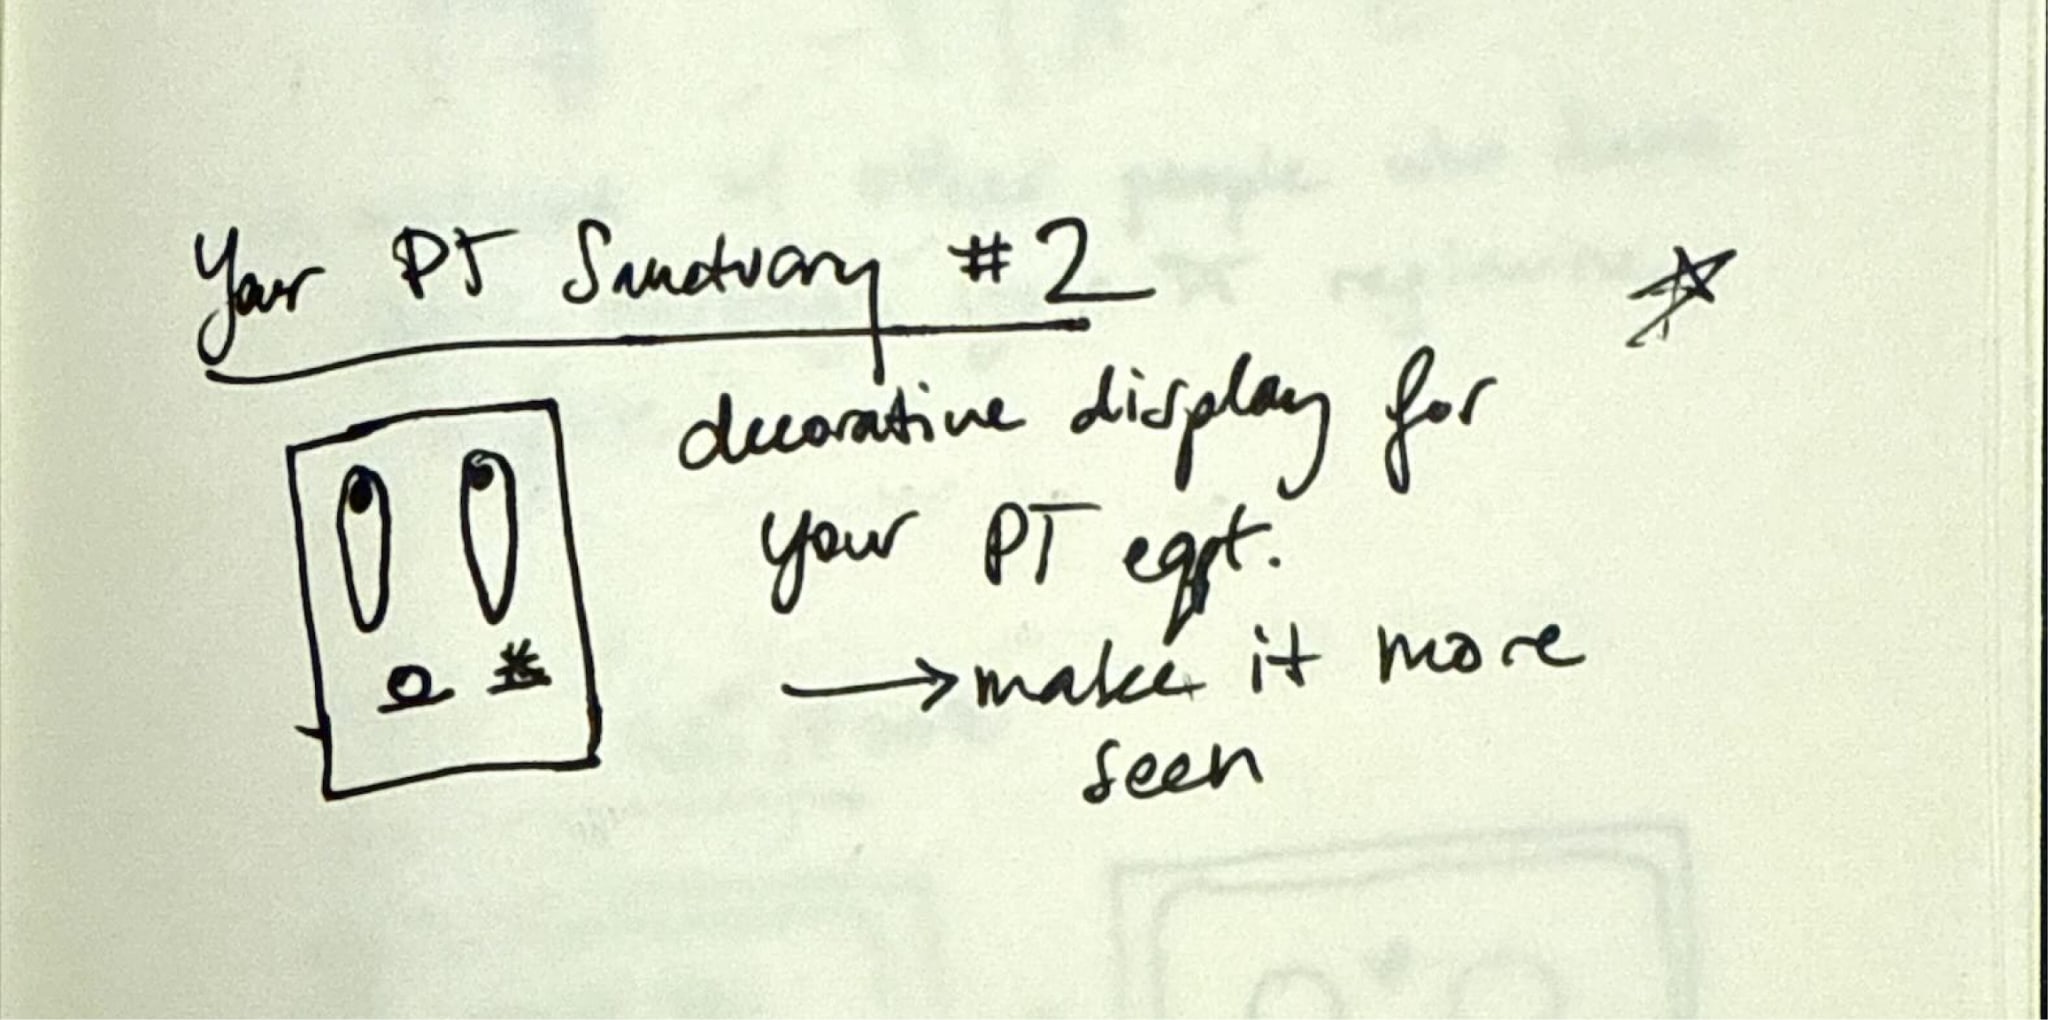 Your PT Sanctuary #2
decorative display for
your PT eqpt.
→ make it more
seen